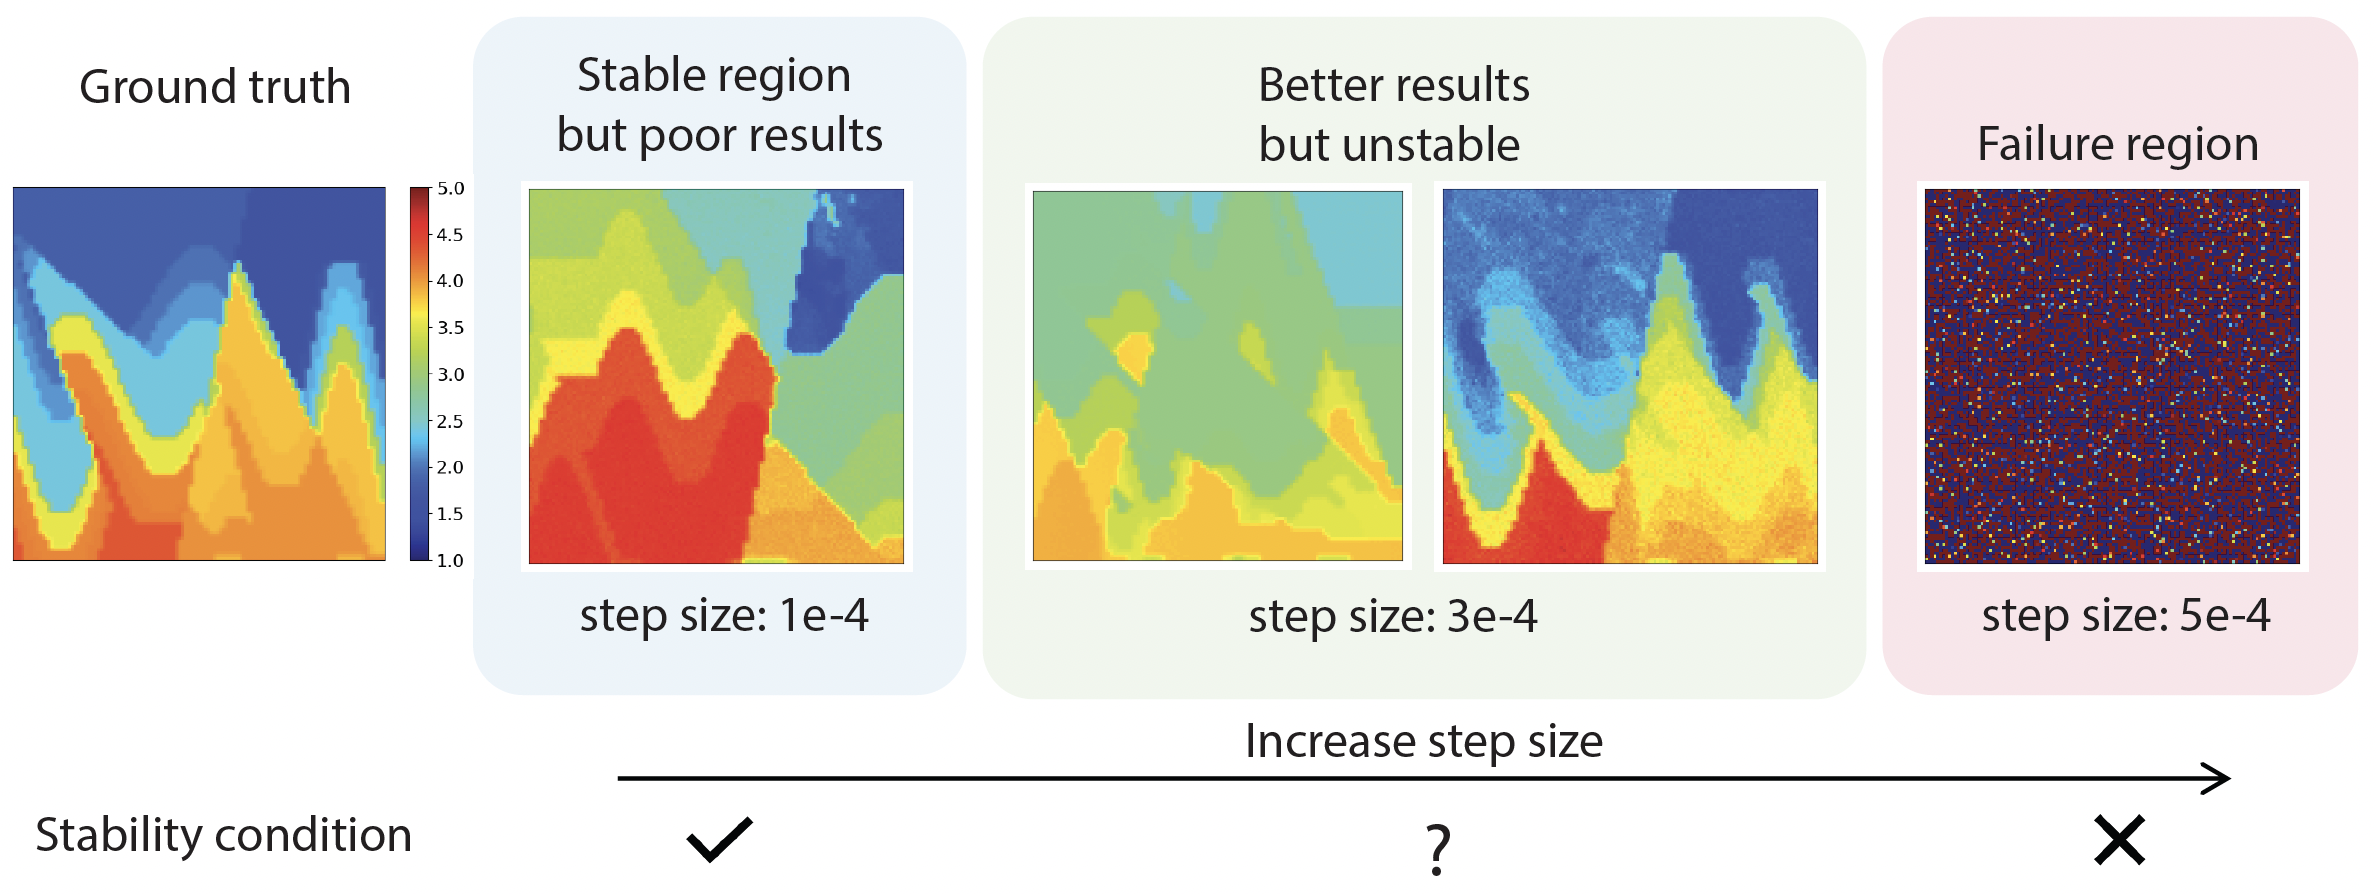 Ground truth
5.0
4.5
4.0
3.5
3.0
2.5
2.0
1.5
1.0
Stable region
but poor results
step size: 1e-4
Better results
but unstable
step size: 3e-4
Failure region
step size: 5e-4
Increase step size
Stability condition
?